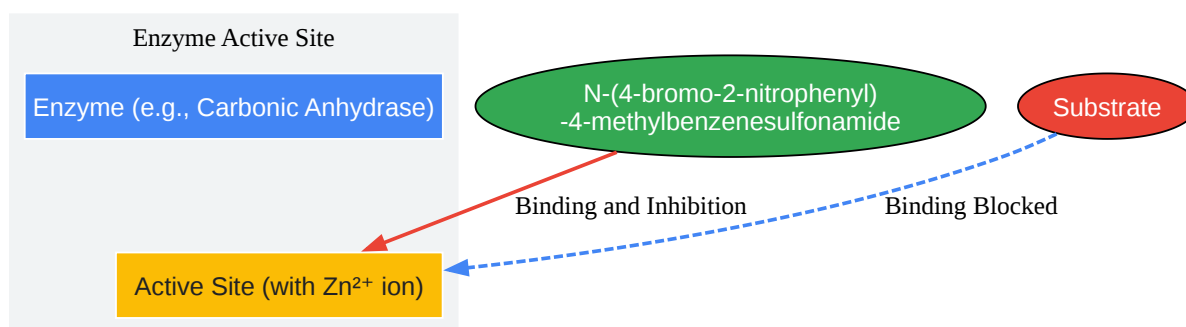 Enzyme Active Site
Enzyme (e.g., Carbonic Anhydrase)
N-(4-bromo-2-nitrophenyl)
-4-methylbenzenesulfonamide
Substrate
Binding and Inhibition
Binding Blocked
Active Site (with Zn²⁺ ion)